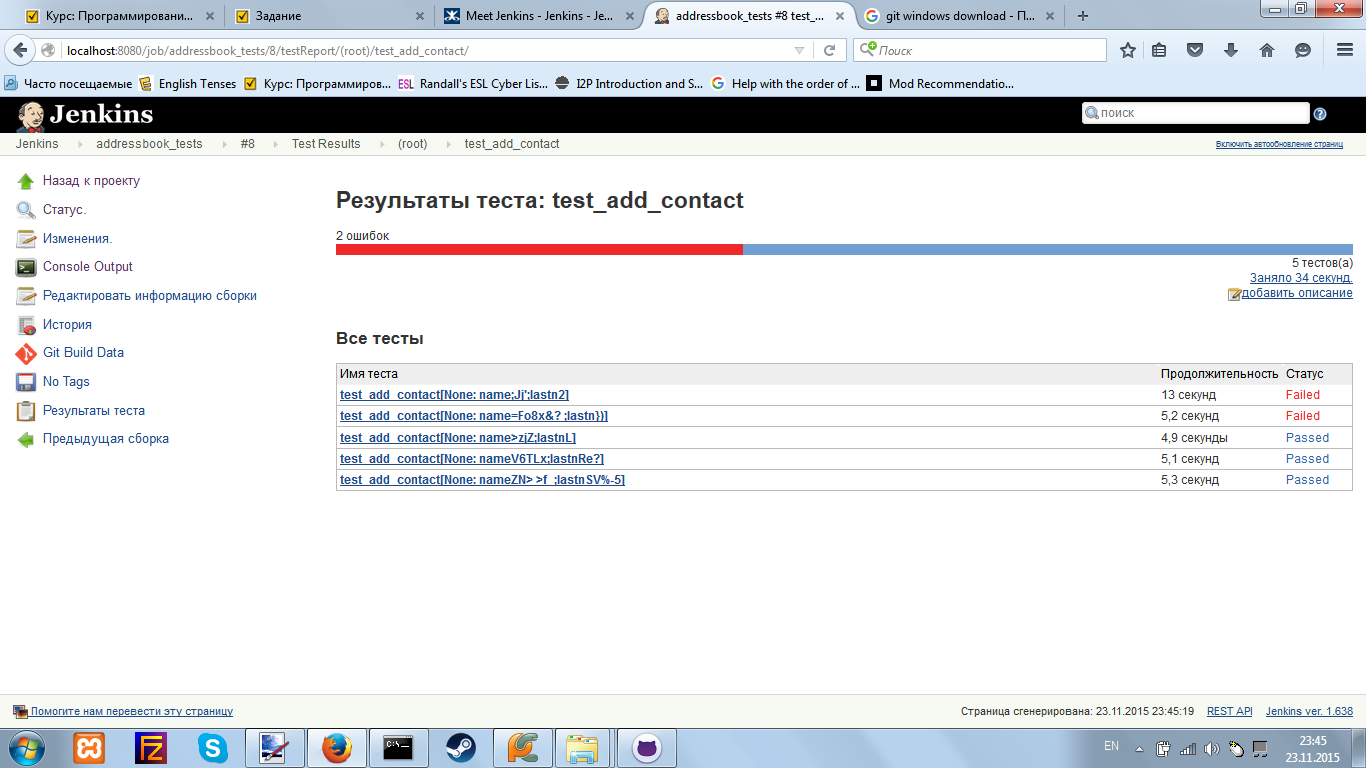 Курс: Программировани...
Задание
Meet Jenkins - Jenkins - Je...
addressbook_tests #8 test_...
git windows download - П...
localhost:8080/job/addressbook_tests/8/testReport/(root)/test_add_contact/
Поиск
Часто посещаемые
English Tenses
Курс: Программиров...
ESL
Randall's ESL Cyber Lis...
I2P Introduction and S...
Help with the order of ...
Mod Recommendatio...
Jenkins
поиск
Jenkins
addressbook_tests
#8
Test Results
(root)
test_add_contact
Включить автообновление страниц
Назад к проекту
Статус.
Изменения.
Console Output
Редактировать информацию сборки
История
Git Build Data
No Tags
Результаты теста
Предыдущая сборка
Результаты теста: test_add_contact
2 ошибок
5 тестов(а)
Заняло 34 секунд.
добавить описание
Все тесты
Имя теста Продолжительность Статус
test_add_contact[None: name;Jj';lastn2] 13 секунд Failed
test_add_contact[None: name=Fo8x&? ;lastn})] 5,2 секунд Failed
test_add_contact[None: name>zjZ;lastnL] 4,9 секунды Passed
test_add_contact[None: nameV6TLx;lastnRe?] 5,1 секунд Passed
test_add_contact[None: nameZN> >f_;lastnSV%-5] 5,3 секунд Passed
Помогите нам перевести эту страницу
Страница сгенерирована: 23.11.2015 23:45:19
REST API
Jenkins ver. 1.638
EN
23:45
23.11.2015